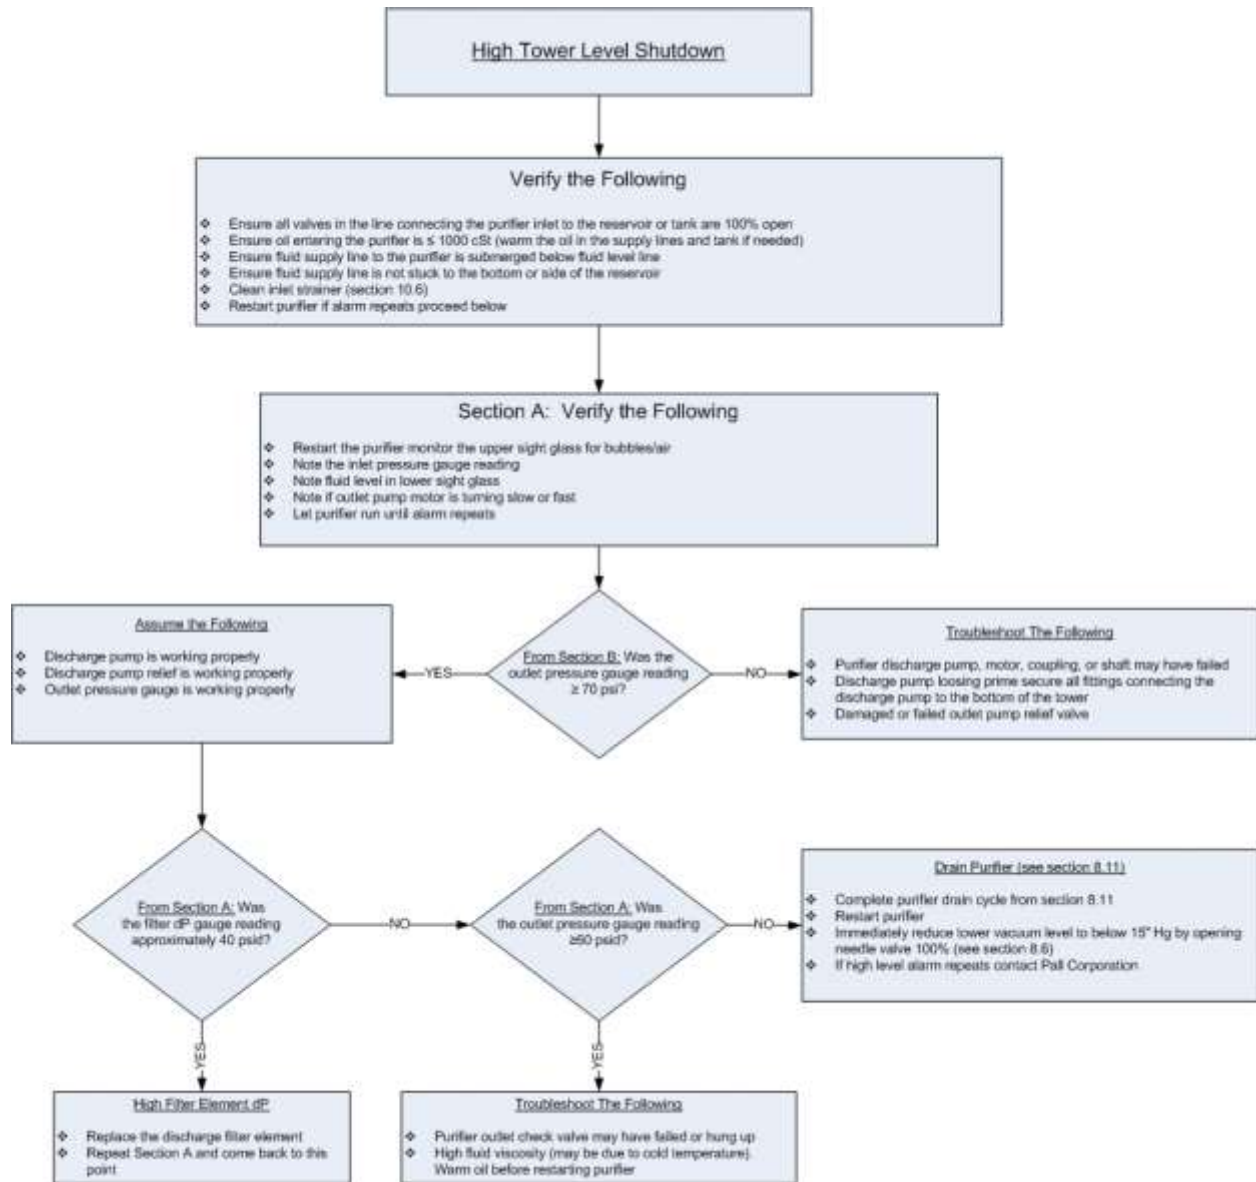 High Tower Level Shutdown
Verify the Following
❖ Ensure all valves in the line connecting the purifier inlet to the reservoir or tank are 100% open
❖ Ensure oil entering the purifier is ≤ 1000 cSt (warm the oil in the supply lines and tank if needed)
❖ Ensure fluid supply line to the purifier is submerged below fluid level line
❖ Ensure fluid supply line is not stuck to the bottom or side of the reservoir
❖ Clean inlet strainer (section 10.6)
❖ Restart purifier if alarm repeats proceed below
Section A: Verify the Following
❖ Restart the purifier monitor the upper sight glass for bubbles/air
❖ Note the inlet pressure gauge reading
❖ Note fluid level in lower sight glass
❖ Note if outlet pump motor is turning slow or fast
❖ Let purifier run until alarm repeats
Assume the Following
❖ Discharge pump is working properly
❖ Discharge pump relief is working properly
❖ Outlet pressure gauge is working properly
YES
From Section B: Was the
outlet pressure gauge reading
≥ 70 psi?
NO
Troubleshoot The Following
❖ Purifier discharge pump, motor, coupling, or shaft may have failed
❖ Discharge pump loosing prime secure all fittings connecting the
discharge pump to the bottom of the tower
❖ Damaged or failed outlet pump relief valve
From Section A: Was
the filter dP gauge reading
approximately 40 psid?
NO
From Section A: Was
the outlet pressure gauge reading
≥60 psid?
NO
Drain Purifier (see section 8.11)
❖ Complete purifier drain cycle from section 8.11
❖ Restart purifier
❖ Immediately reduce lower vacuum level to below 15" Hg by opening
needle valve 100% (see section 8.6)
❖ If high level alarm repeats contact Pall Corporation
YES
YES
High Filter Element dP
❖ Replace the discharge filter element
❖ Repeat Section A and come back to this
point
Troubleshoot The Following
❖ Purifier outlet check valve may have failed or hung up
❖ High fluid viscosity (may be due to cold temperature).
Warm oil before restarting purifier